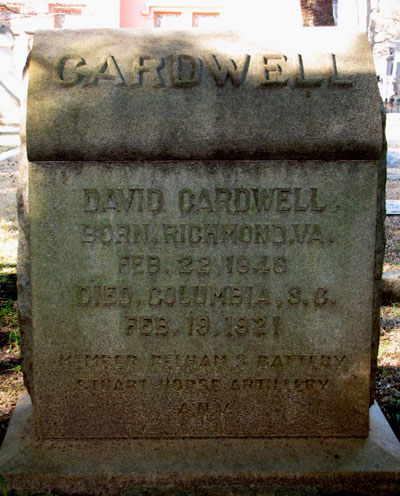 CARDWELL
DAVID CARDWELL
BORN, RICHMOND, VA.
FEB. 22, 1846
DIED, COLUMBIA, S.C.
FEB. 19, 1921
MEMBER PELHAM'S BATTERY
STUART HORSE ARTILLERY
A.N.V.